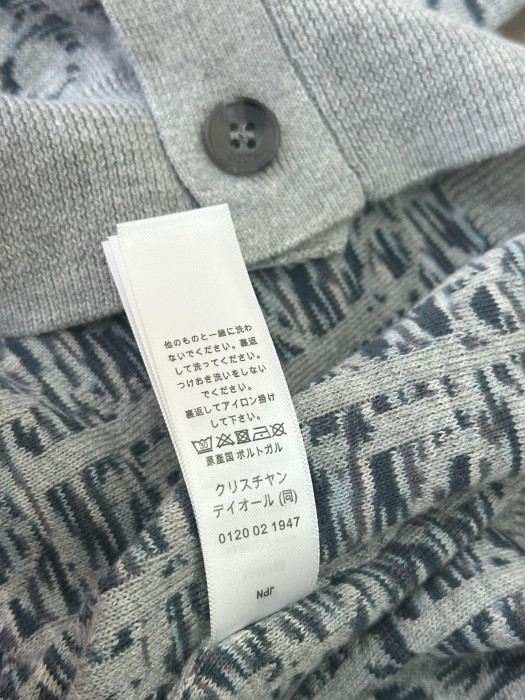 DIOR
他のものと一緒に洗わ
ないでください。裏返
して洗ってください。
つけおき洗いをしない
でください。
裏返してアイロン掛け
して下さい。
30
原産国 ポルトガル
クリスチャン
デイオール (同)
0120 02 1947
JPN